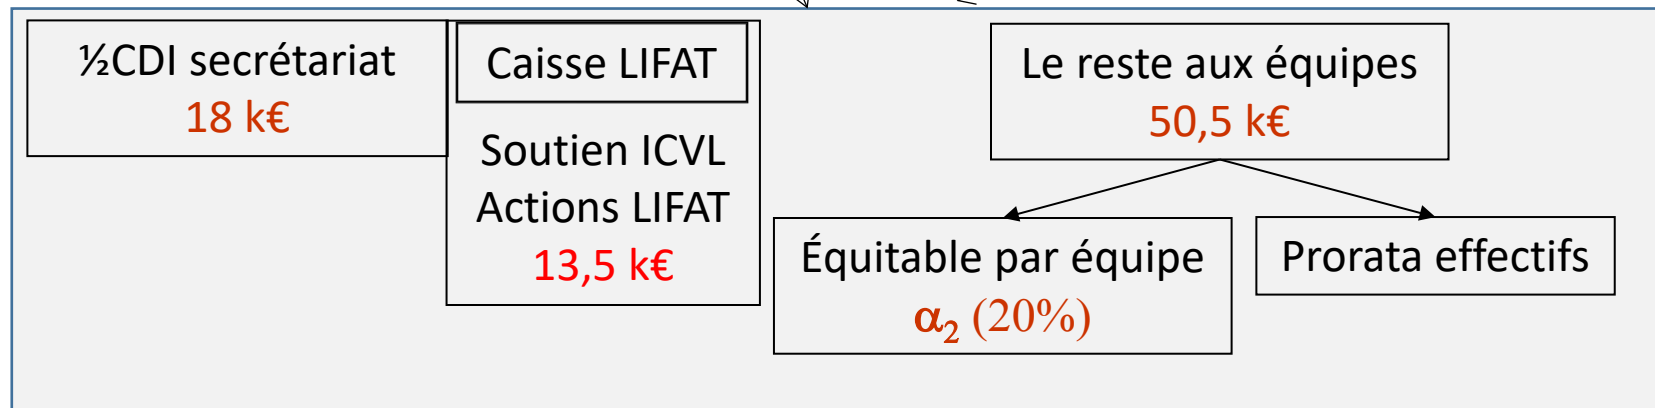 ½CDI secrétariat
18 k€
Caisse LIFAT
Soutien ICVL
Actions LIFAT
13,5 k€
Le reste aux équipes
50,5 k€
Équitable par équipe
α₂ (20%)
Prorata effectifs